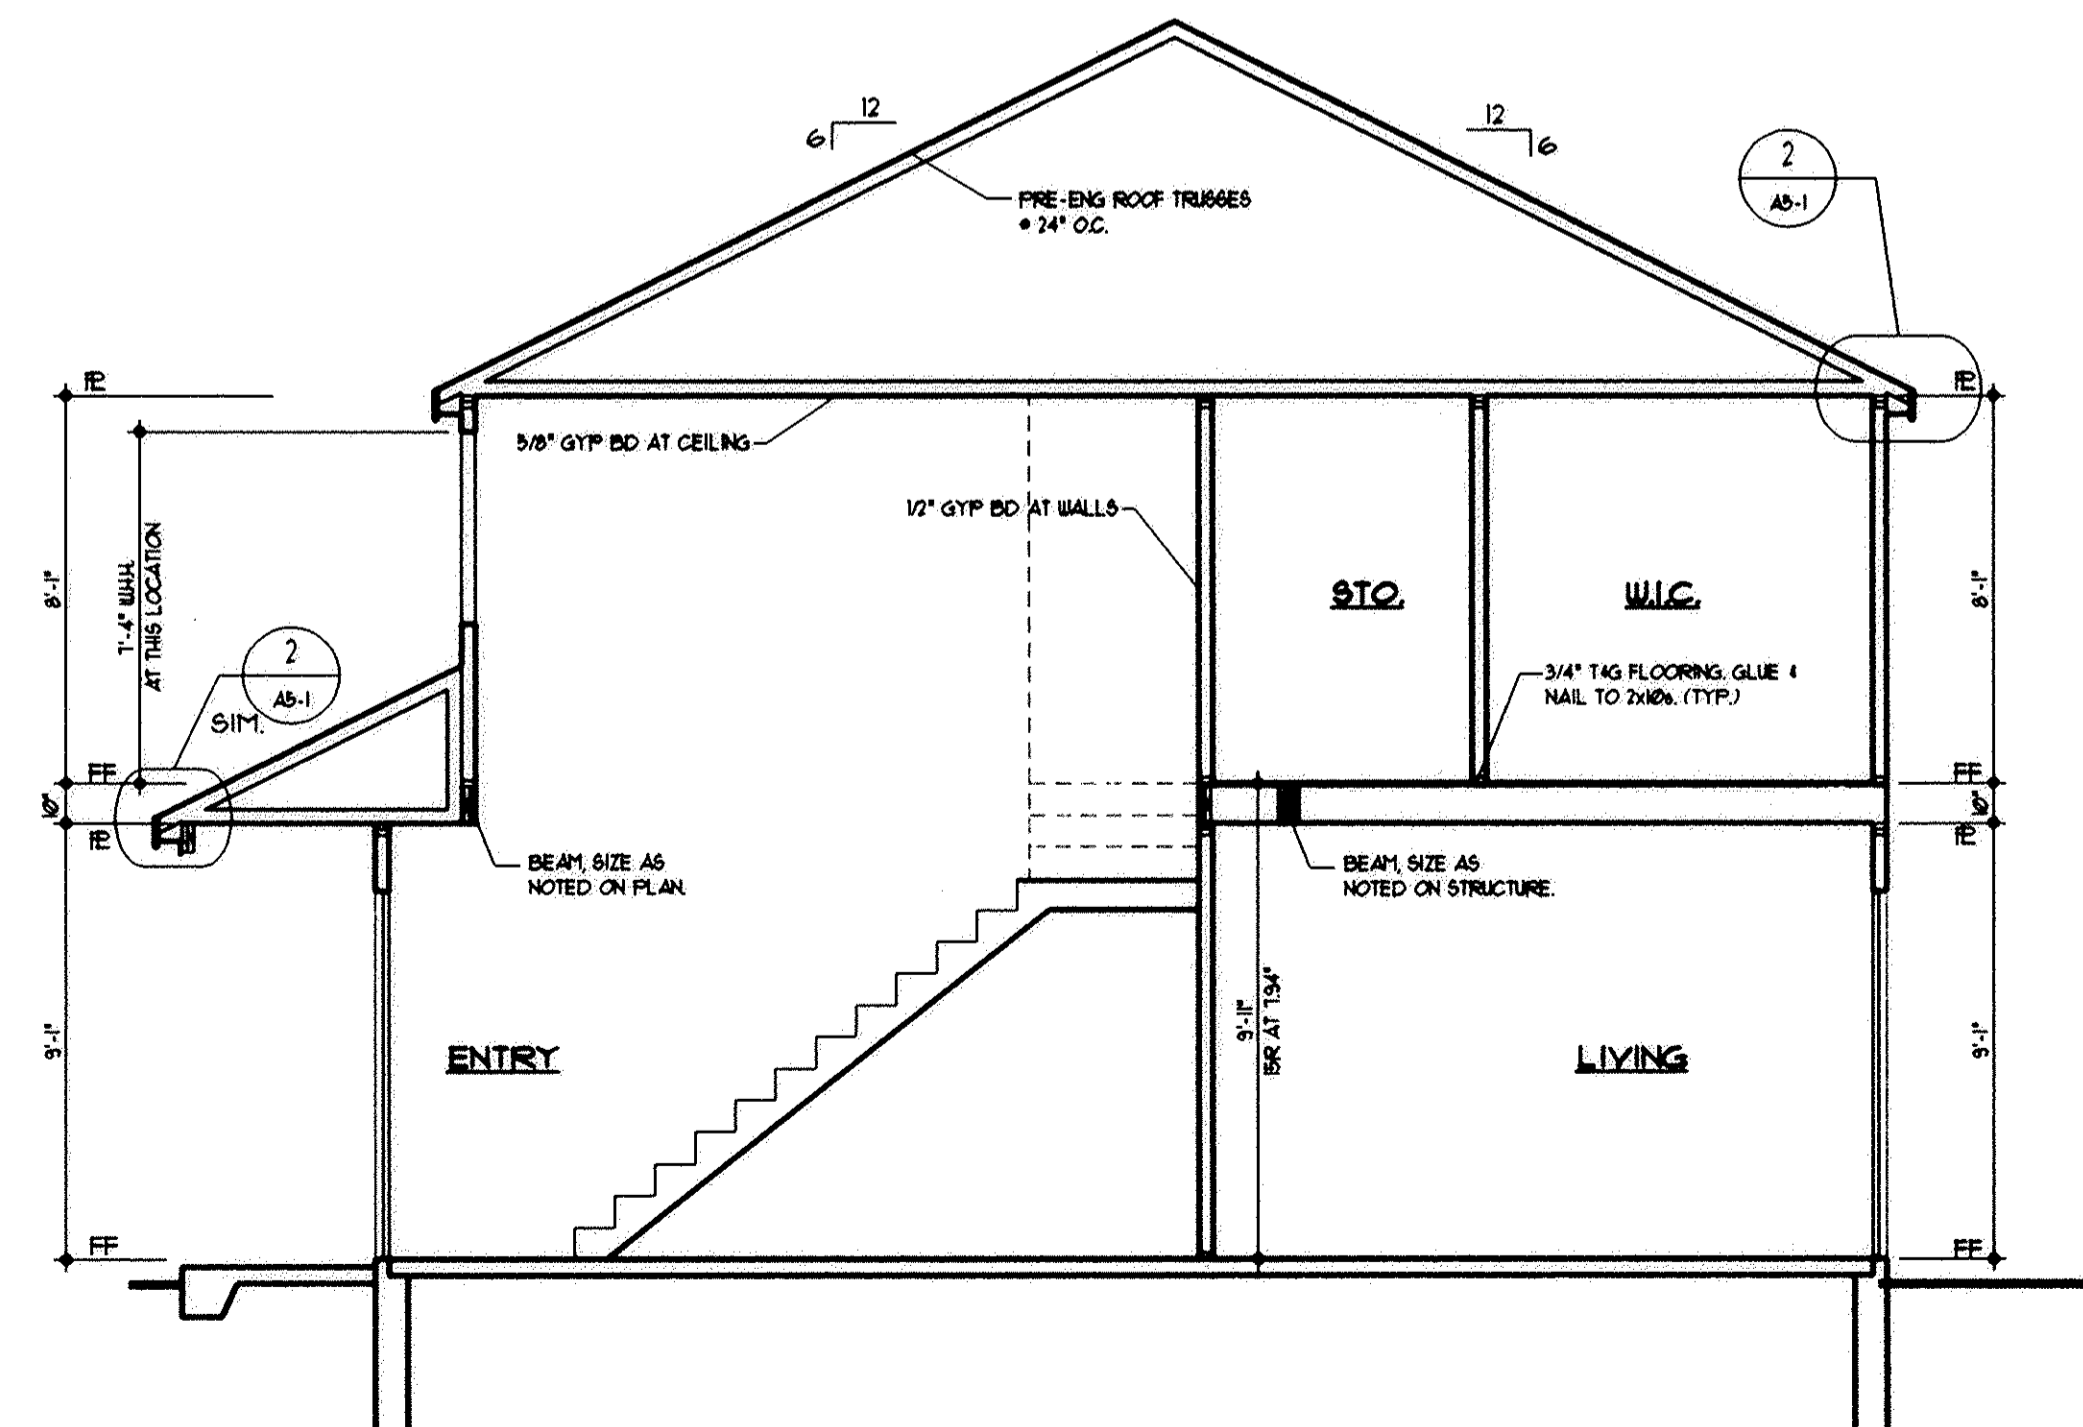 12
6
12
6
2
A5-1
PRE-ENG ROOF TRUSSES
@ 24" O.C.
PL
PL
5/8" GYP BD AT CEILING
1/2" GYP BD AT WALLS
8'-1"
7'-4" W.H.H.
AT THIS LOCATION
STO.
W.I.C.
8'-1"
2
A5-1
SIM.
3/4" T&G FLOORING. GLUE &
NAIL TO 2x10s. (TYP.)
FF
FF
10"
10"
PL
PL
BEAM, SIZE AS
NOTED ON PLAN.
BEAM, SIZE AS
NOTED ON STRUCTURE.
9'-1"
ENTRY
9'-11"
15R AT 7.94"
LIVING
9'-1"
FF
FF